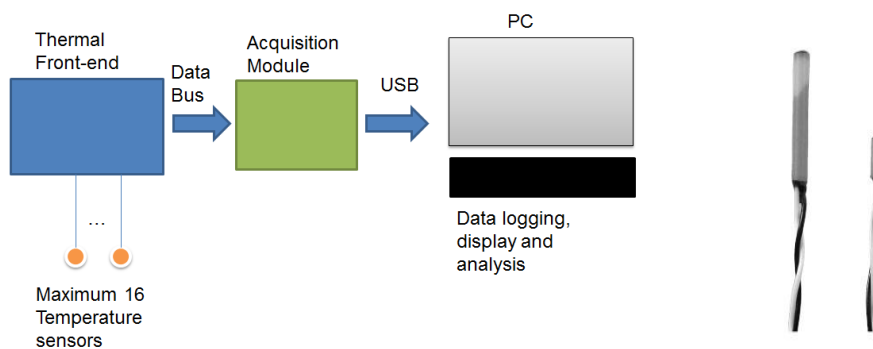 Thermal
Front-end
Data
Bus
Acquisition
Module
USB
PC
...
Maximum 16
Temperature
sensors
Data logging,
display and
analysis